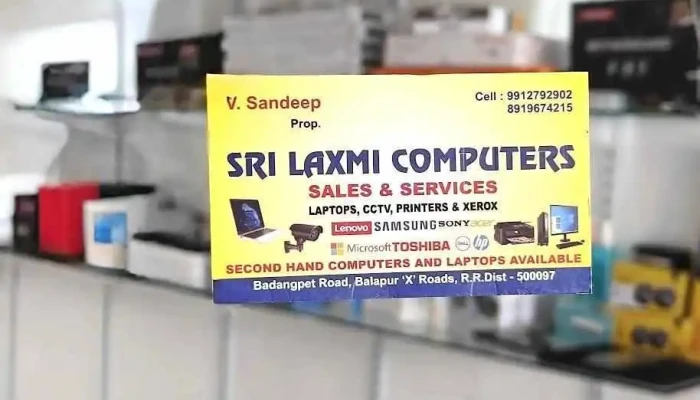 V. Sandeep
Prop.
Cell : 9912792902
8919674215
SRI LAXMI COMPUTERS
SALES & SERVICES
LAPTOPS, CCTV, PRINTERS & XEROX
Lenovo SAMSUNG SONY acer
Microsoft TOSHIBA DELL hp
SECOND HAND COMPUTERS AND LAPTOPS AVAILABLE
Badangpet Road, Balapur 'X' Roads, R.R.Dist - 500097